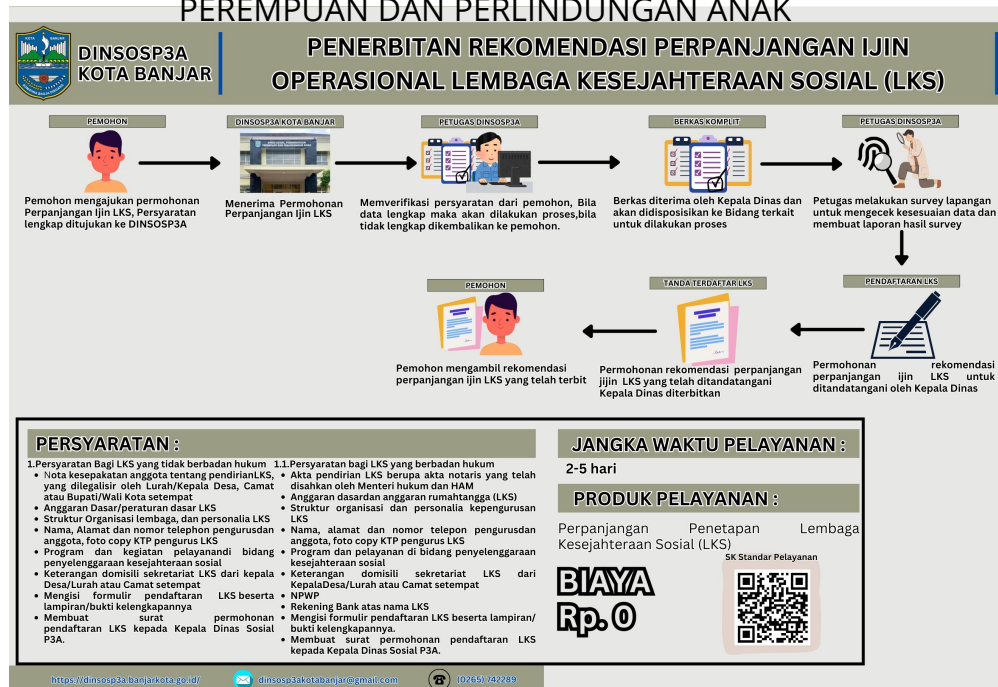 PEREMPUAN DAN PERLINDUNGAN ANAK
DINSOSP3A
KOTA BANJAR
PENERBITAN REKOMENDASI PERPANJANGAN IJIN
OPERASIONAL LEMBAGA KESEJAHTERAAN SOSIAL (LKS)
PEMOHON
Pemohon mengajukan permohonan
Perpanjangan Ijin LKS, Persyaratan
lengkap ditujukan ke DINSOSP3A
DINSOSP3A KOTA BANJAR
Menerima Permohonan
Perpanjangan Ijin LKS
PETUGAS DINSOSP3A
Memverifikasi persyaratan dari pemohon, Bila
data lengkap maka akan dilakukan proses,bila
tidak lengkap dikembalikan ke pemohon.
BERKAS KOMPLIT
Berkas diterima oleh Kepala Dinas dan
akan didisposisikan ke Bidang terkait
untuk dilakukan proses
PETUGAS DINSOSP3A
Petugas melakukan survey lapangan
untuk mengecek kesesuaian data dan
membuat laporan hasil survey
PENDAFTARAN LKS
Permohonan rekomendasi
perpanjangan ijin LKS untuk
ditandatangani oleh Kepala Dinas
TANDA TERDAFTAR LKS
Permohonan rekomendasi perpanjangan
jijin LKS yang telah ditandatangani
Kepala Dinas diterbitkan
PEMOHON
Pemohon mengambil rekomendasi
perpanjangan ijin LKS yang telah terbit
PERSYARATAN :
1.Persyaratan Bagi LKS yang tidak berbadan hukum
Nota kesepakatan anggota tentang pendirianLKS,
yang dilegalisir oleh Lurah/Kepala Desa, Camat
atau Bupati/Wali Kota setempat
Anggaran Dasar/peraturan dasar LKS
Struktur Organisasi lembaga, dan personalia LKS
Nama, Alamat dan nomor telephon pengurusdan
anggota, foto copy KTP pengurus LKS
Program dan kegiatan pelayanandi bidang
penyelenggaraan kesejahteraan sosial
Keterangan domisili sekretariat LKS dari kepala
Desa/Lurah atau Camat setempat
Mengisi formulir pendaftaran LKS beserta
lampiran/bukti kelengkapannya
Membuat surat permohonan
pendaftaran LKS kepada Kepala Dinas Sosial
P3A.
1.1.Persyaratan bagi LKS yang berbadan hukum
Akta pendirian LKS berupa akta notaris yang telah
disahkan oleh Menteri hukum dan HAM
Anggaran dasardan anggaran rumahtangga (LKS)
Struktur organisasi dan personalia kepengurusan
LKS
Nama, alamat dan nomor telepon pengurusdan
anggota, foto copy KTP pengurus LKS
Program dan pelayanan di bidang penyelenggaraan
kesejahteraan sosial
Keterangan domisili sekretariat LKS dari
KepalaDesa/Lurah atau Camat setempat
NPWP
Rekening Bank atas nama LKS
Mengisi formulir pendaftaran LKS beserta lampiran/
bukti kelengkapannya.
Membuat surat permohonan pendaftaran LKS
kepada Kepala Dinas Sosial P3A.
JANGKA WAKTU PELAYANAN :
2-5 hari
PRODUK PELAYANAN :
Perpanjangan Penetapan Lembaga
Kesejahteraan Sosial (LKS)
SK Standar Pelayanan
BIAYA
Rp. 0
https://dinsosp3a.banjarkota.go.id/
dinsosp3akotabanjar@gmail.com
(0265) 742289